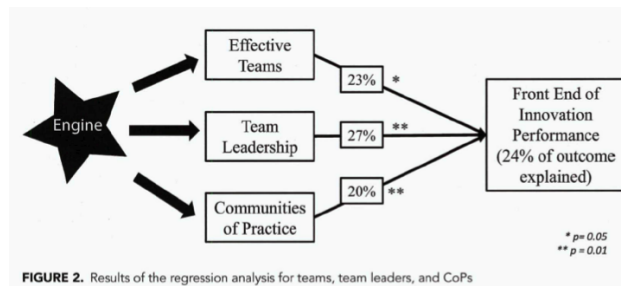 Effective
Teams
23% *
Engine
Team
Leadership
27% **
Communities
of Practice
20% **
Front End of
Innovation
Performance
(24% of outcome
explained)
* p= 0.05
** p = 0.01
FIGURE 2. Results of the regression analysis for teams, team leaders, and CoPs